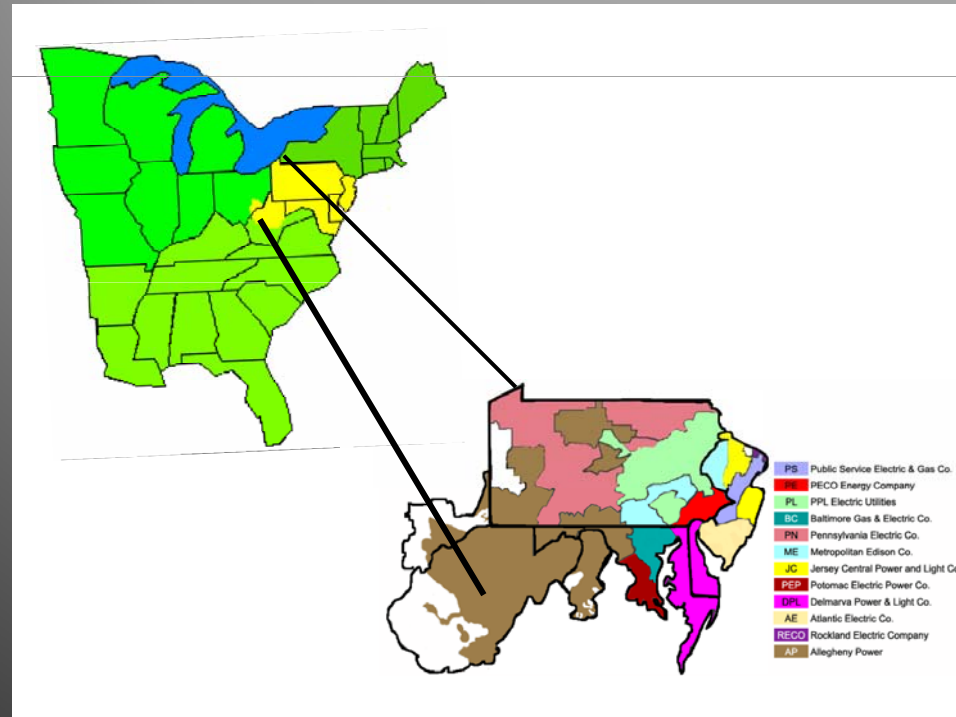 PS Public Service Electric & Gas Co.
PE PECO Energy Company
PL PPL Electric Utilities
BC Baltimore Gas & Electric Co.
PN Pennsylvania Electric Co.
ME Metropolitan Edison Co.
JC Jersey Central Power and Light Co
PEP Potomac Electric Power Co.
DPL Delmarva Power & Light Co.
AE Atlantic Electric Co.
RECO Rockland Electric Company
AP Allegheny Power